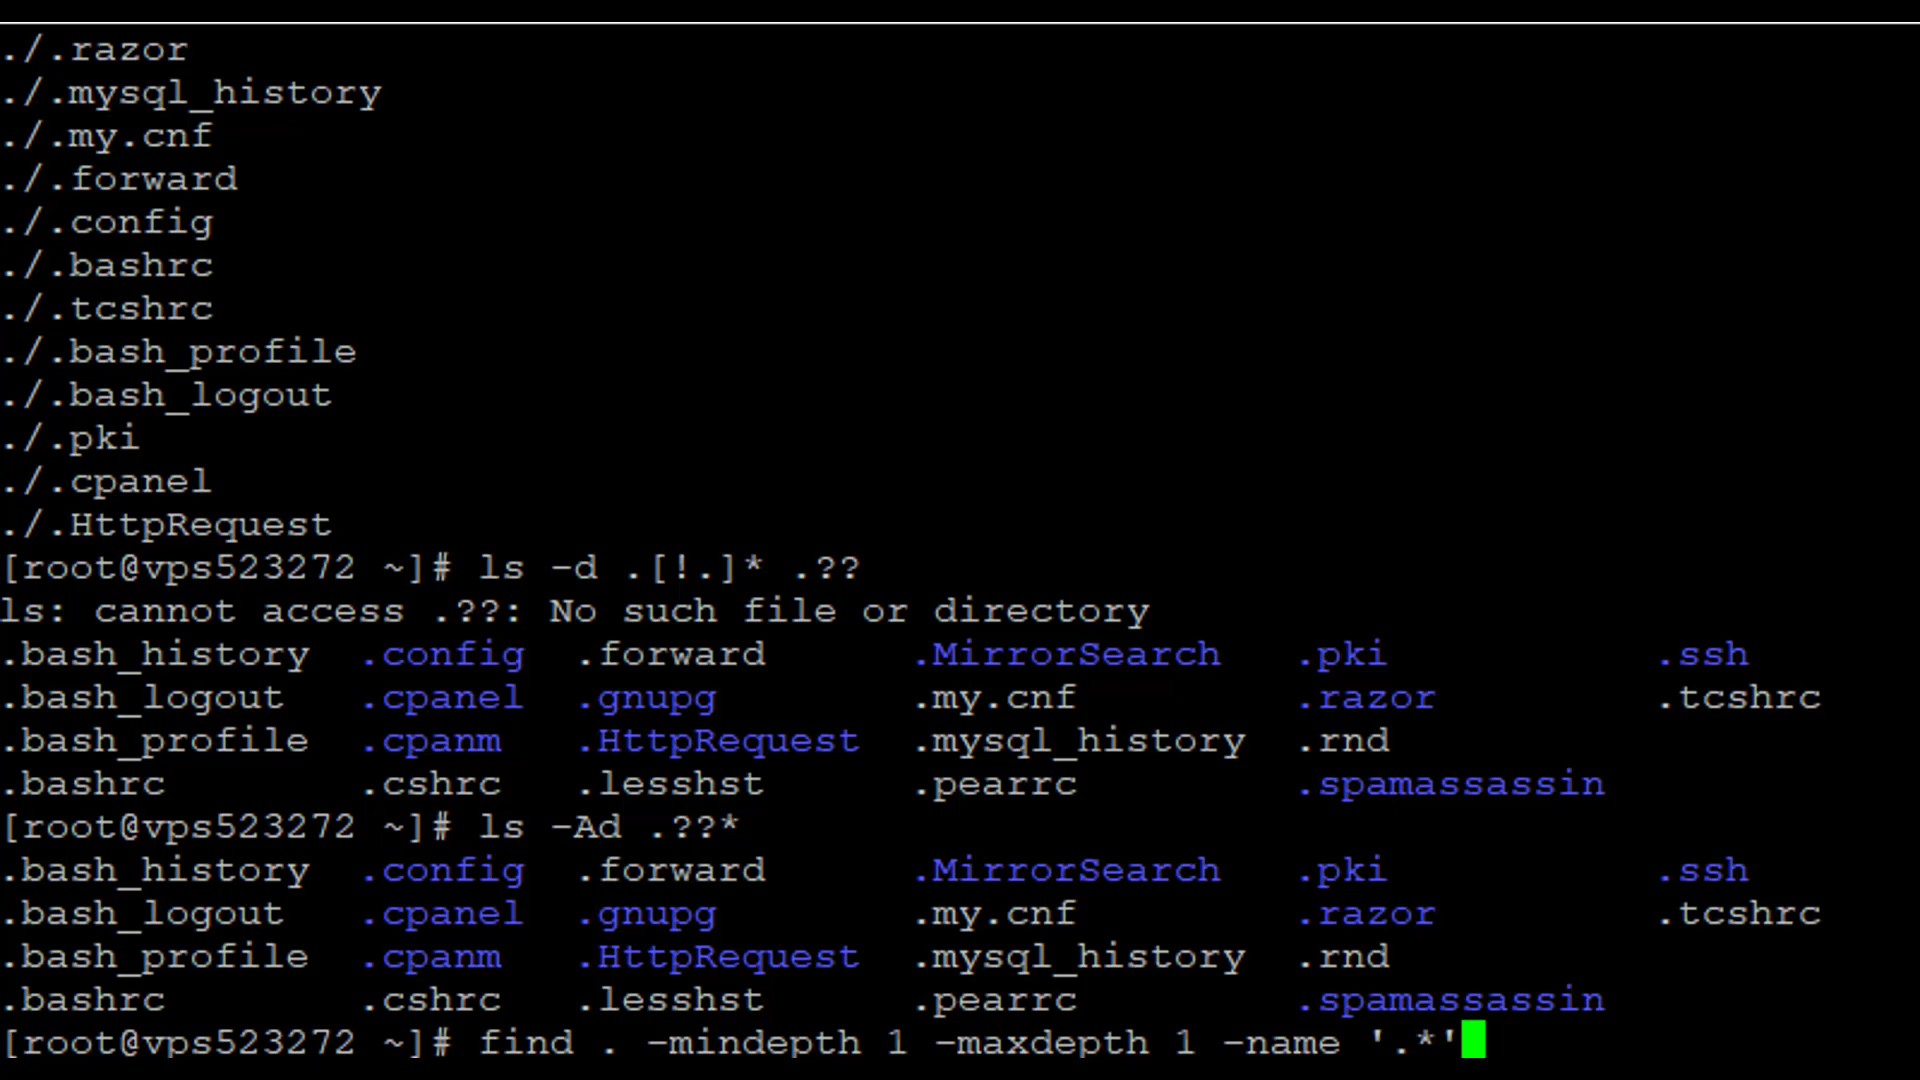 ./.razor
./.mysql_history
./.my.cnf
./.forward
./.config
./.bashrc
./.tcshrc
./.bash_profile
./.bash_logout
./.pki
./.cpanel
./.HttpRequest
[root@vps523272 ~]# ls -d .[!.]* .??
ls: cannot access .??: No such file or directory
.bash_history .config .forward .MirrorSearch .pki .ssh
.bash_logout .cpanel .gnupg .my.cnf .razor .tcshrc
.bash_profile .cpanm .HttpRequest .mysql_history .rnd
.bashrc .cshrc .lesshst .pearrc .spamassassin
[root@vps523272 ~]# ls -Ad .??*
.bash_history .config .forward .MirrorSearch .pki .ssh
.bash_logout .cpanel .gnupg .my.cnf .razor .tcshrc
.bash_profile .cpanm .HttpRequest .mysql_history .rnd
.bashrc .cshrc .lesshst .pearrc .spamassassin
[root@vps523272 ~]# find . -mindepth 1 -maxdepth 1 -name '.*'